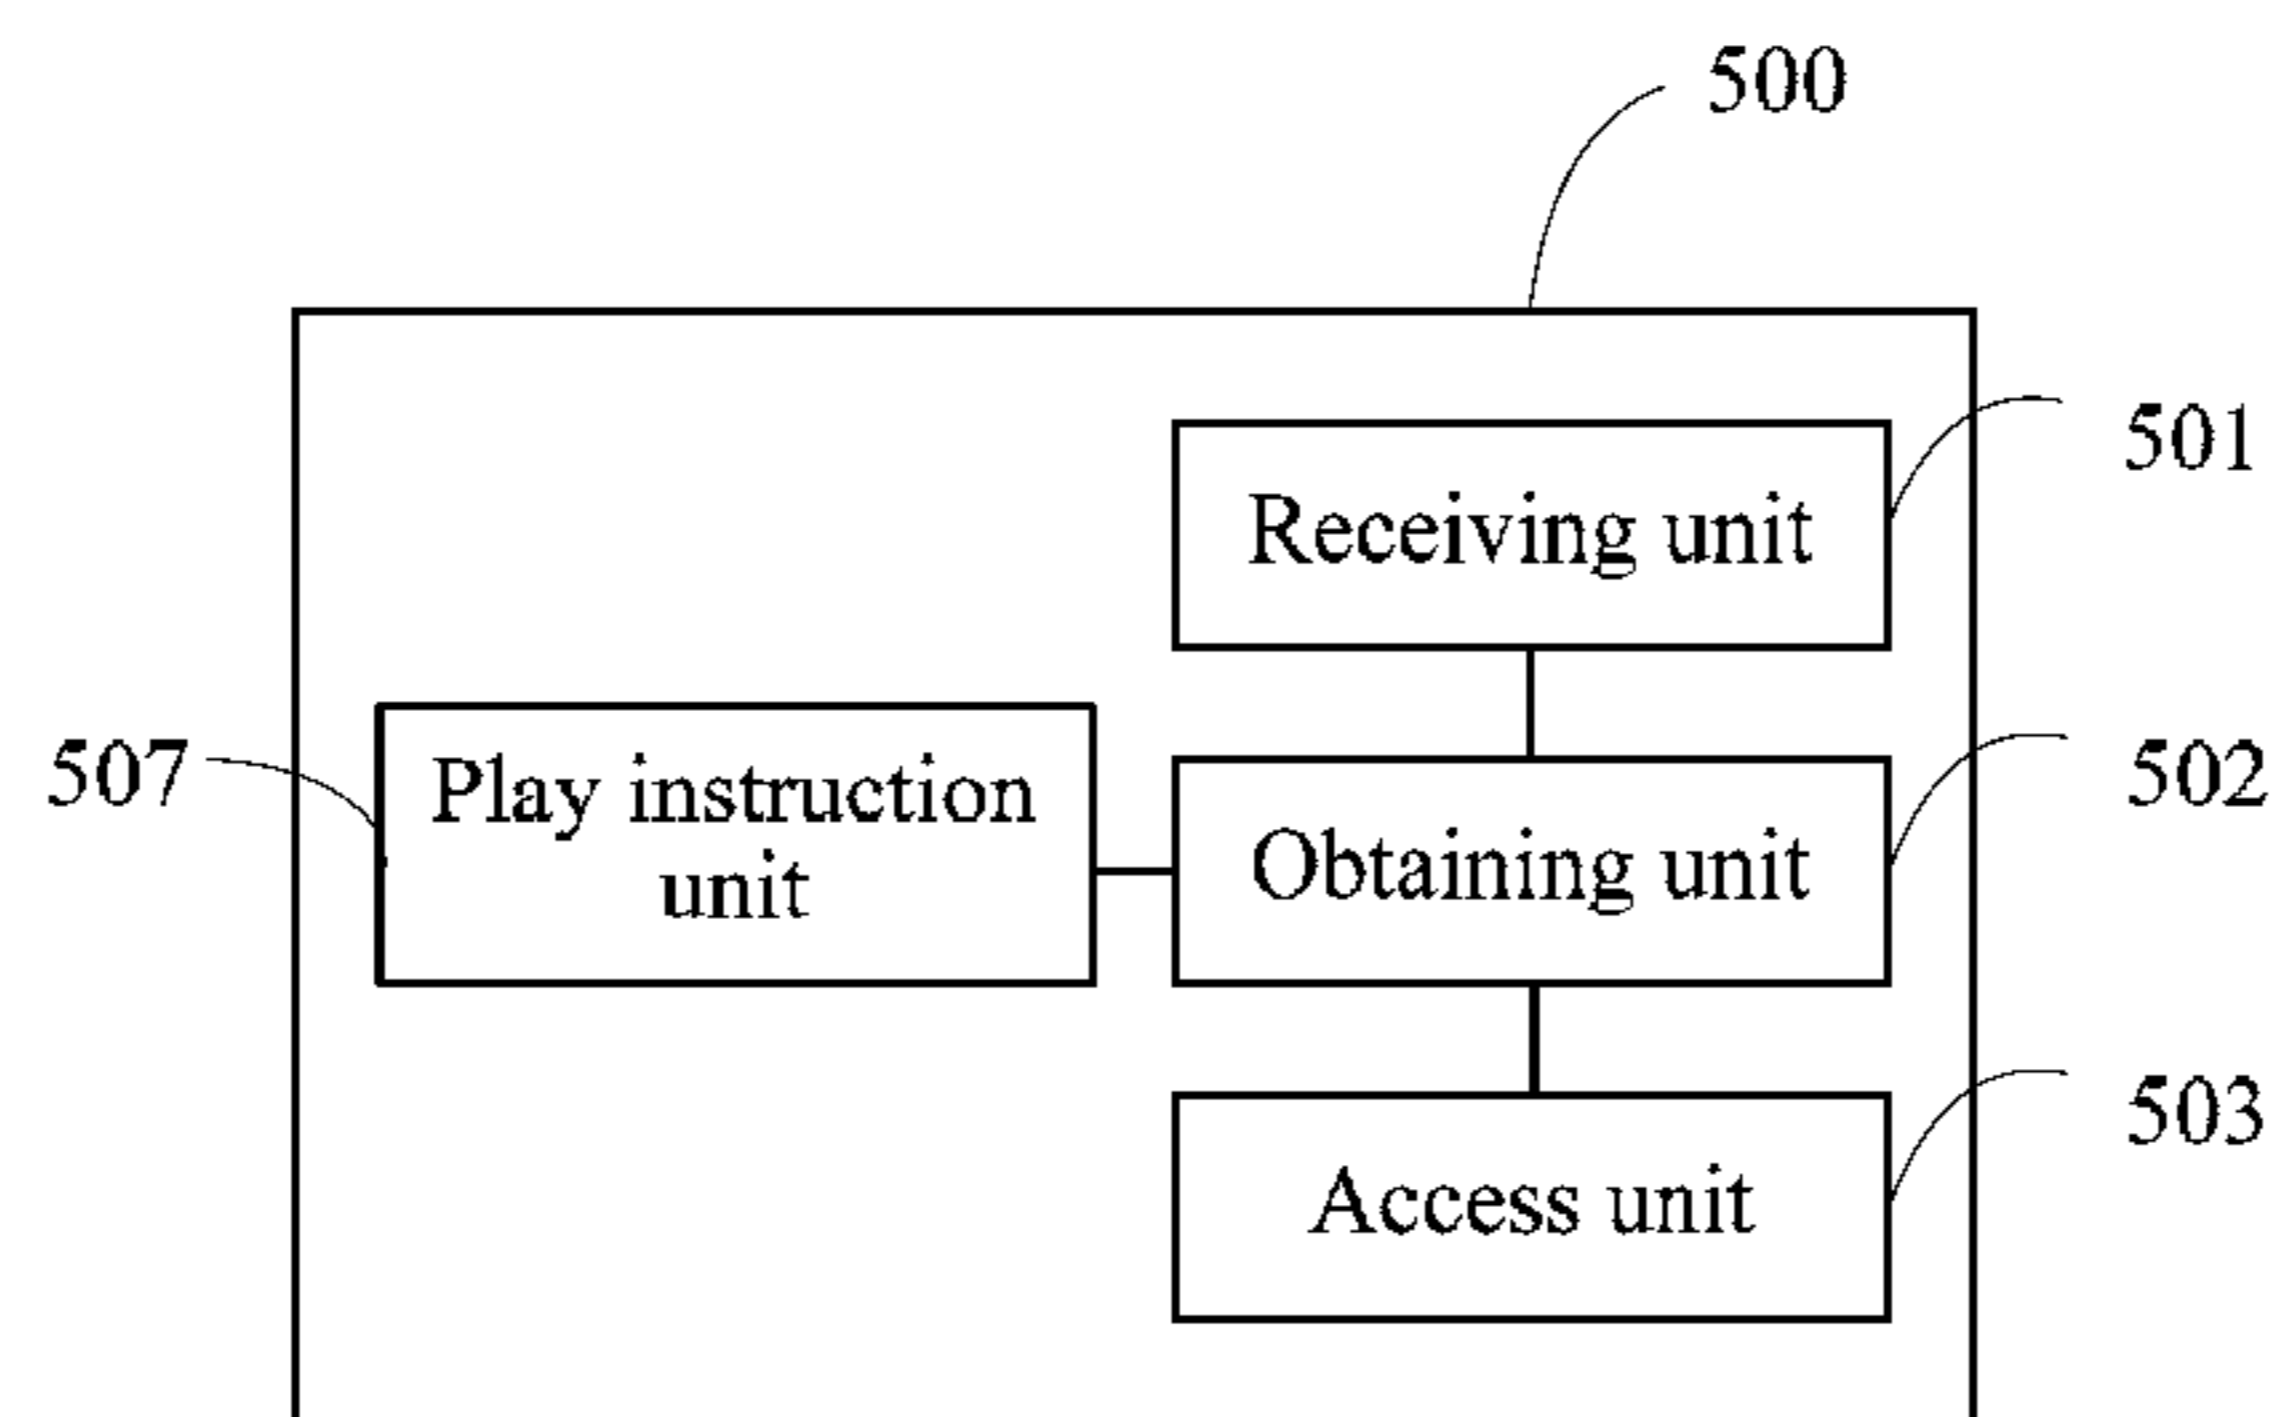 500
501
Receiving unit
507
Play instruction
unit
502
Obtaining unit
503
Access unit